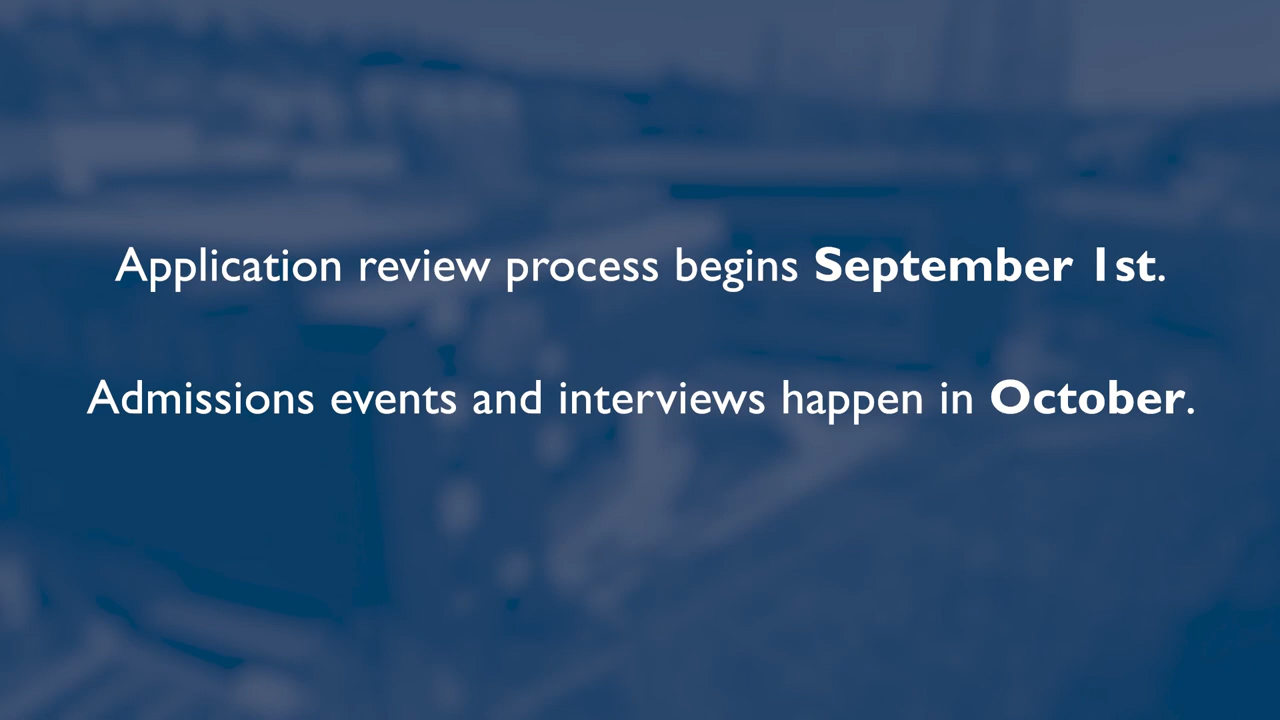 Application review process begins September 1st.
Admissions events and interviews happen in October.